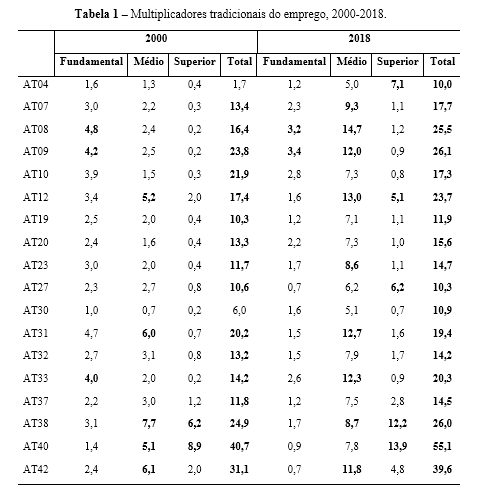 Tabela 1 – Multiplicadores tradicionais do emprego, 2000-2018.
2000 2018
Fundamental Médio Superior Total Fundamental Médio Superior Total
AT04 1,6 1,3 0,4 1,7 1,2 5,0 7,1 10,0
AT07 3,0 2,2 0,3 13,4 2,3 9,3 1,1 17,7
AT08 4,8 2,4 0,2 16,4 3,2 14,7 1,2 25,5
AT09 4,2 2,5 0,2 23,8 3,4 12,0 0,9 26,1
AT10 3,9 1,5 0,3 21,9 2,8 7,3 0,8 17,3
AT12 3,4 5,2 2,0 17,4 1,6 13,0 5,1 23,7
AT19 2,5 2,0 0,4 10,3 1,2 7,1 1,1 11,9
AT20 2,4 1,6 0,4 13,3 2,2 7,3 1,0 15,6
AT23 3,0 2,0 0,4 11,7 1,7 8,6 1,1 14,7
AT27 2,3 2,7 0,8 10,6 0,7 6,2 6,2 10,3
AT30 1,0 0,7 0,2 6,0 1,6 5,1 0,7 10,9
AT31 4,7 6,0 0,7 20,2 1,5 12,7 1,6 19,4
AT32 2,7 3,1 0,8 13,2 1,5 7,9 1,7 14,2
AT33 4,0 2,0 0,2 14,2 2,6 12,3 0,9 20,3
AT37 2,2 3,0 1,2 11,8 1,2 7,5 2,8 14,5
AT38 3,1 7,7 6,2 24,9 1,7 8,7 12,2 26,0
AT40 1,4 5,1 8,9 40,7 0,9 7,8 13,9 55,1
AT42 2,4 6,1 2,0 31,1 0,7 11,8 4,8 39,6